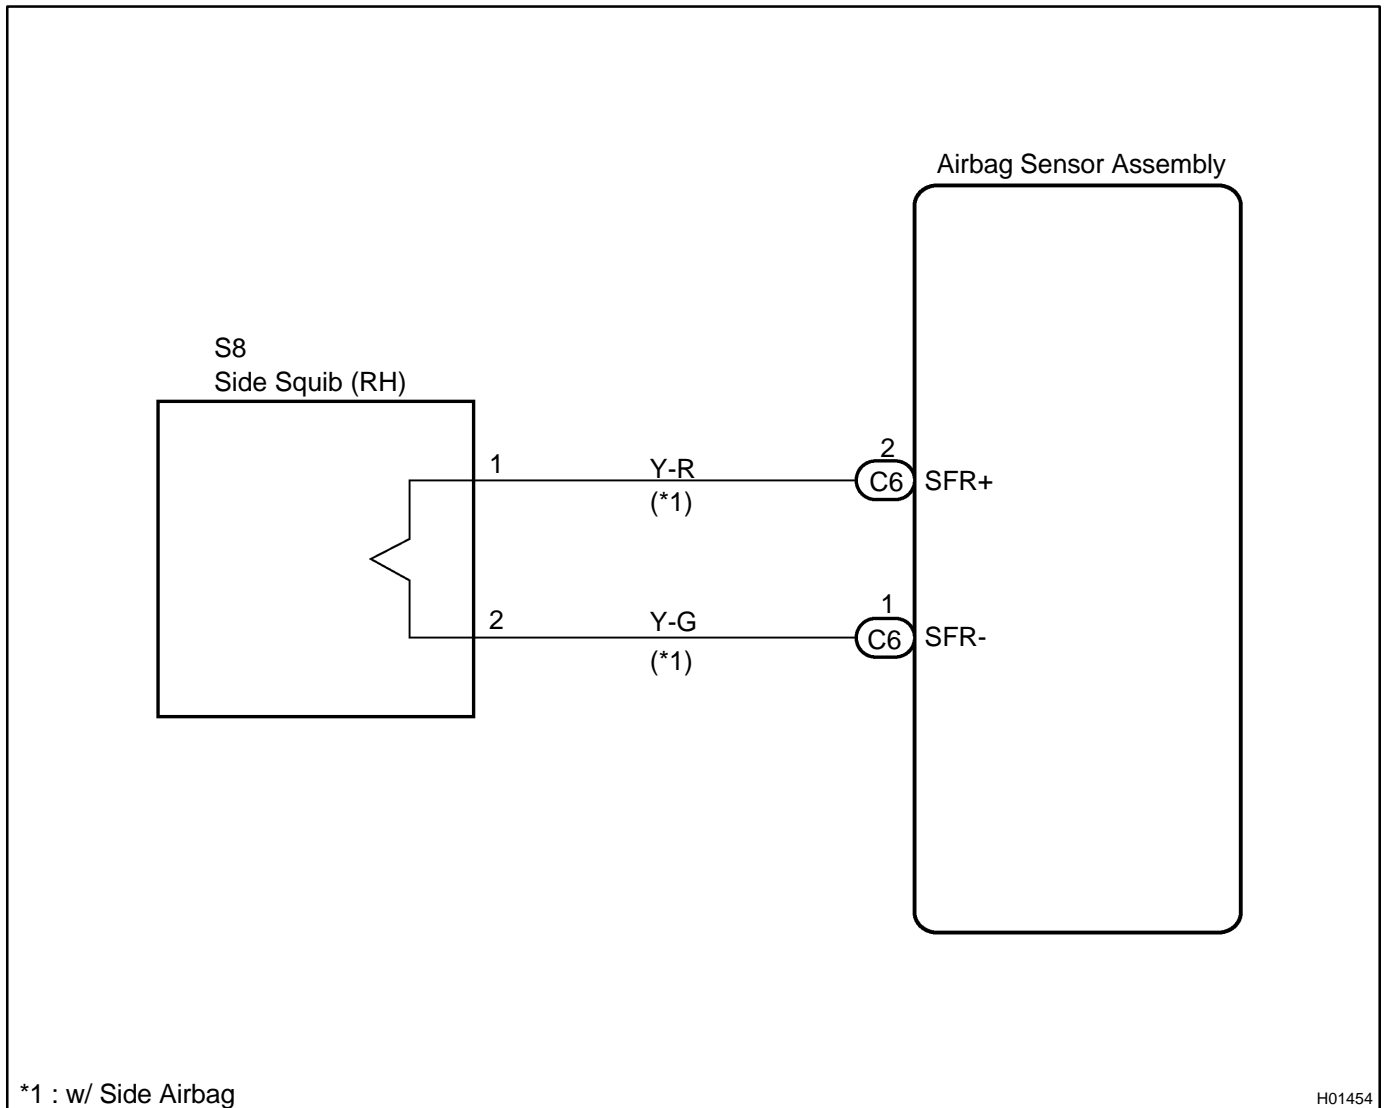 Airbag Sensor Assembly
S8
Side Squib (RH)
1
Y-R
(*1)
2
C6
SFR+
2
Y-G
(*1)
1
C6
SFR-
*1 : w/ Side Airbag
H01454